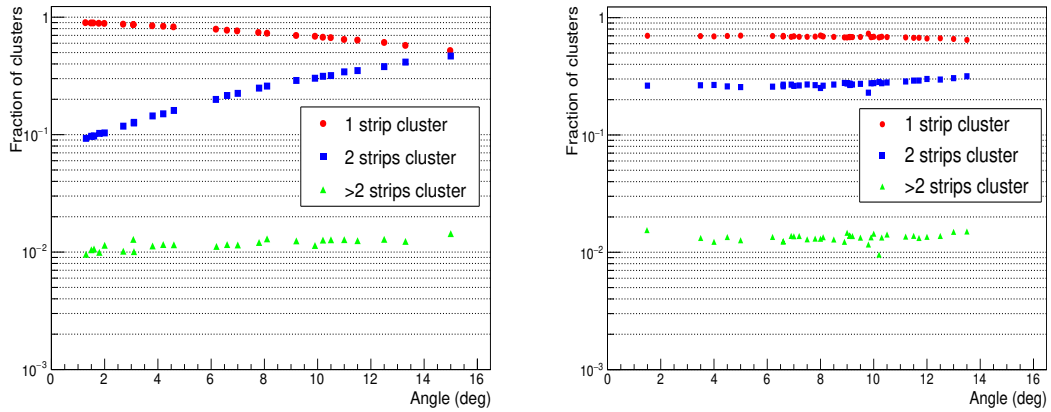 Fraction of clusters
1
10⁻¹
10⁻²
10⁻³
1 strip cluster
2 strips cluster
>2 strips cluster
0 2 4 6 8 10 12 14 16
Angle (deg)
Fraction of clusters
1
10⁻¹
10⁻²
10⁻³
1 strip cluster
2 strips cluster
>2 strips cluster
0 2 4 6 8 10 12 14 16
Angle (deg)